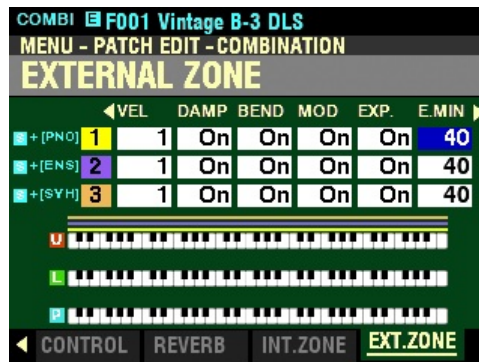 COMBI E F001 Vintage B-3 DLS
MENU - PATCH EDIT - COMBINATION
EXTERNAL ZONE
VEL DAMP BEND MOD EXP. E.MIN
S + [PNO] 1 1 On On On On 40
S + [ENS] 2 1 On On On On 40
S + [SYH] 3 1 On On On On 40
U
L
P
CONTROL REVERB INT.ZONE EXT.ZONE